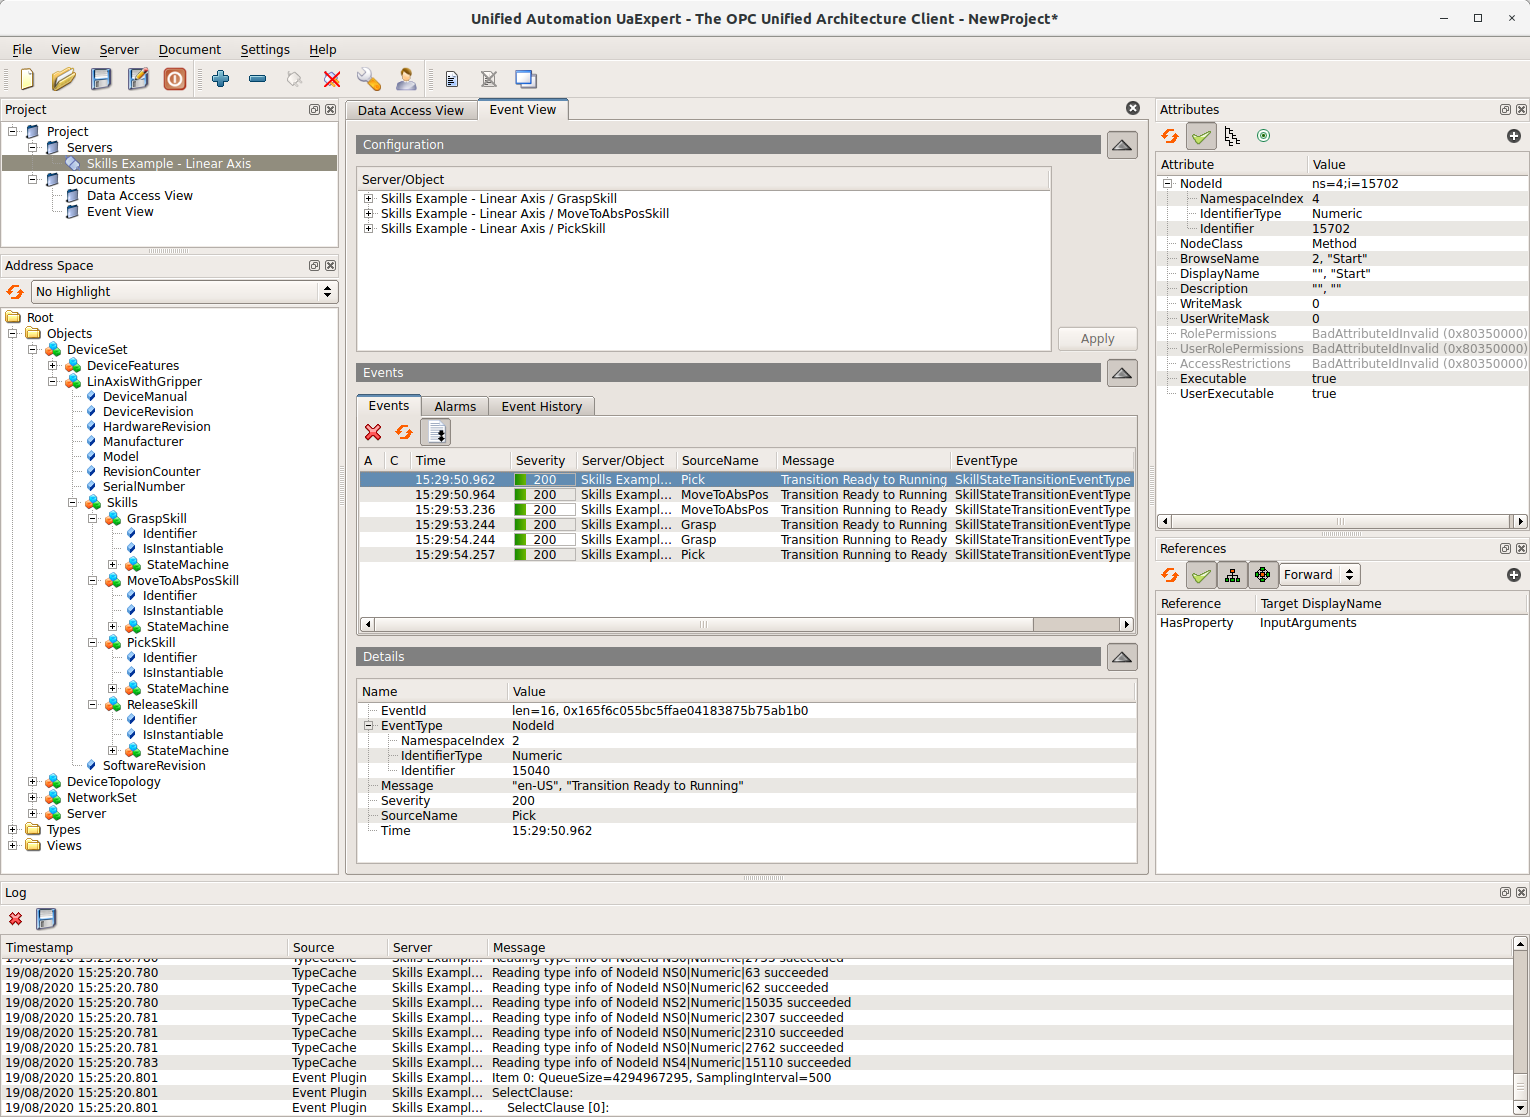 Unified Automation UaExpert - The OPC Unified Architecture Client - NewProject*
File View Server Document Settings Help
Project
Project
Servers
Skills Example - Linear Axis
Documents
Data Access View
Event View
Address Space
No Highlight
Root
Objects
DeviceSet
DeviceFeatures
LinAxisWithGripper
DeviceManual
DeviceRevision
HardwareRevision
Manufacturer
Model
RevisionCounter
SerialNumber
Skills
GraspSkill
Identifier
IsInstantiable
StateMachine
MoveToAbsPosSkill
Identifier
IsInstantiable
StateMachine
PickSkill
Identifier
IsInstantiable
StateMachine
ReleaseSkill
Identifier
IsInstantiable
StateMachine
SoftwareRevision
DeviceTopology
NetworkSet
Server
Types
Views
Data Access View Event View
Configuration
Server/Object
Skills Example - Linear Axis / GraspSkill
Skills Example - Linear Axis / MoveToAbsPosSkill
Skills Example - Linear Axis / PickSkill
Apply
Events
Events Alarms Event History
A C Time Severity Server/Object SourceName Message EventType
15:29:50.962 200 Skills Exampl... Pick Transition Ready to Running SkillStateTransitionEventType
15:29:50.964 200 Skills Exampl... MoveToAbsPos Transition Ready to Running SkillStateTransitionEventType
15:29:53.236 200 Skills Exampl... MoveToAbsPos Transition Running to Ready SkillStateTransitionEventType
15:29:53.244 200 Skills Exampl... Grasp Transition Ready to Running SkillStateTransitionEventType
15:29:54.244 200 Skills Exampl... Grasp Transition Running to Ready SkillStateTransitionEventType
15:29:54.257 200 Skills Exampl... Pick Transition Running to Ready SkillStateTransitionEventType
Details
Name Value
EventId len=16, 0x165f6c055bc5ffae04183875b75ab1b0
EventType NodeId
NamespaceIndex 2
IdentifierType Numeric
Identifier 15040
Message "en-US", "Transition Ready to Running"
Severity 200
SourceName Pick
Time 15:29:50.962
Attributes
Attribute Value
NodeId ns=4;i=15702
NamespaceIndex 4
IdentifierType Numeric
Identifier 15702
NodeClass Method
BrowseName 2, "Start"
DisplayName "", "Start"
Description "", ""
WriteMask 0
UserWriteMask 0
RolePermissions BadAttributeIdInvalid (0x80350000)
UserRolePermissions BadAttributeIdInvalid (0x80350000)
AccessRestrictions BadAttributeIdInvalid (0x80350000)
Executable true
UserExecutable true
References
Forward
Reference Target DisplayName
HasProperty InputArguments
Log
Timestamp Source Server Message
19/08/2020 15:25:20.780 TypeCache Skills Exampl... Reading type info of NodeId NS0|Numeric|63 succeeded
19/08/2020 15:25:20.780 TypeCache Skills Exampl... Reading type info of NodeId NS0|Numeric|62 succeeded
19/08/2020 15:25:20.780 TypeCache Skills Exampl... Reading type info of NodeId NS2|Numeric|15035 succeeded
19/08/2020 15:25:20.781 TypeCache Skills Exampl... Reading type info of NodeId NS0|Numeric|2307 succeeded
19/08/2020 15:25:20.781 TypeCache Skills Exampl... Reading type info of NodeId NS0|Numeric|2310 succeeded
19/08/2020 15:25:20.781 TypeCache Skills Exampl... Reading type info of NodeId NS0|Numeric|2762 succeeded
19/08/2020 15:25:20.783 TypeCache Skills Exampl... Reading type info of NodeId NS4|Numeric|15110 succeeded
19/08/2020 15:25:20.801 Event Plugin Skills Exampl... Item 0: QueueSize=4294967295, SamplingInterval=500
19/08/2020 15:25:20.801 Event Plugin Skills Exampl... SelectClause:
19/08/2020 15:25:20.801 Event Plugin Skills Exampl... SelectClause [0]: